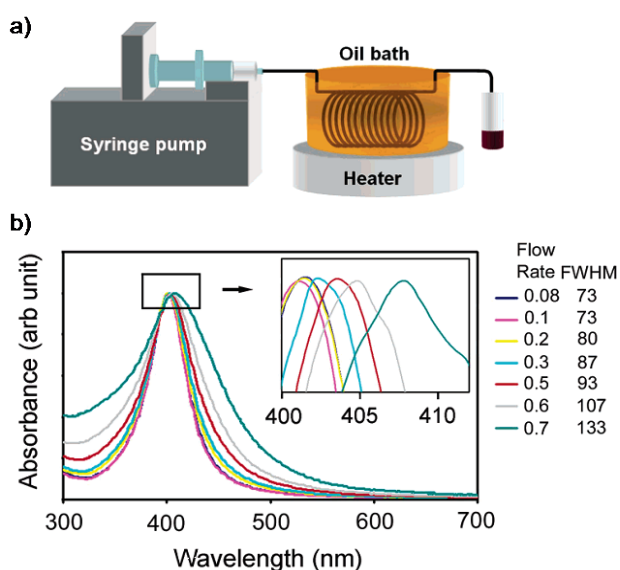 a)
Oil bath
Syringe pump
Heater
b)
Absorbance (arb unit)
Flow
Rate FWHM
0.08 73
0.1 73
0.2 80
0.3 87
0.5 93
0.6 107
0.7 133
400 405 410
300 400 500 600 700
Wavelength (nm)